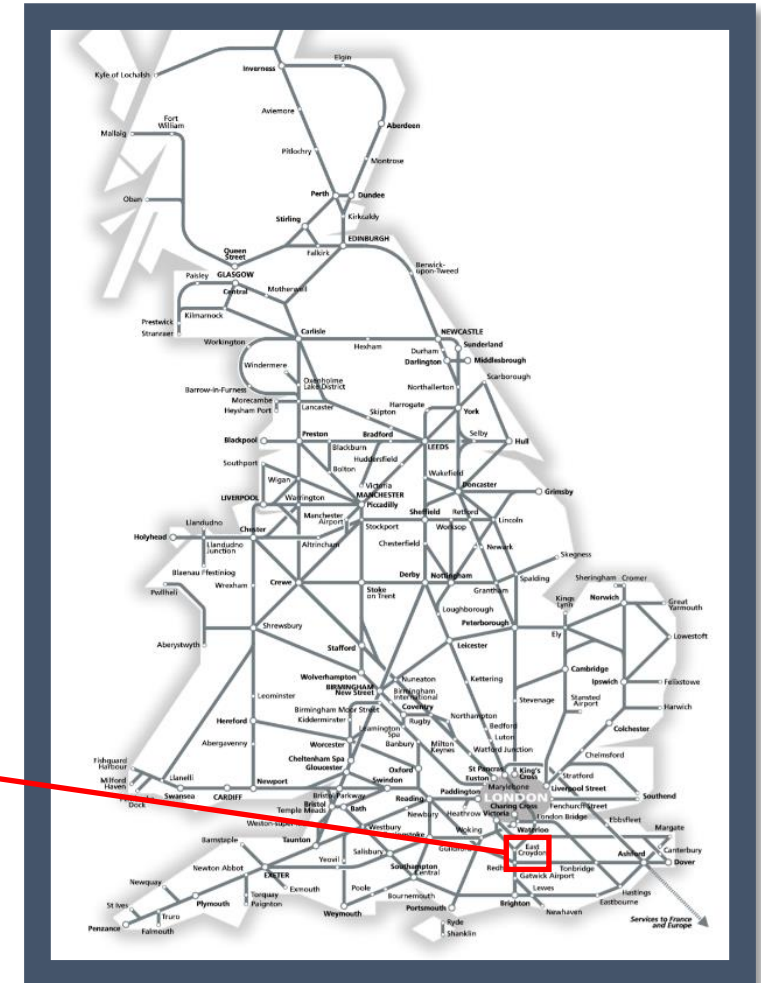 Elgin
Inverness
Kyle of Lochalsh
Aviemore
Fort
William
Aberdeen
Mallaig
Pitlochry
Montrose
Perth
Dundee
Oban
Stirling
Kirkcaldy
EDINBURGH
Queen
Street
Falkirk
Berwick-
upon-Tweed
Paisley
GLASGOW
Central
Motherwell
Prestwick
Kilmarnock
Stranraer
Carlisle
NEWCASTLE
Workington
Hexham
Sunderland
Durham
Darlington
Middlesbrough
Windermere
Scarborough
Oxenholme
Lake District
Barrow-in-Furness
Northallerton
Morecambe
Heysham Port
Lancaster
Harrogate
York
Skipton
Blackpool
Preston
Bradford
Selby
Blackburn
LEEDS
Hull
Southport
Huddersfield
Bolton
Wakefield
Wigan
Victoria
Doncaster
MANCHESTER
Piccadilly
Grimsby
LIVERPOOL
Warrington
Manchester
Airport
Sheffield
Retford
Lincoln
Llandudno
Chester
Stockport
Worksop
Holyhead
Llandudno
Junction
Altrincham
Chesterfield
Newark
Skegness
Blaenau Ffestiniog
Wrexham
Crewe
Stoke
on Trent
Derby
Nottingham
Grantham
Spalding
Sheringham
Cromer
Pwllheli
Kings
Lynn
Norwich
Great
Yarmouth
Loughborough
Peterborough
Ely
Lowestoft
Aberystwyth
Shrewsbury
Stafford
Leicester
Wolverhampton
BIRMINGHAM
New Street
Nuneaton
Birmingham
International
Kettering
Cambridge
Ipswich
Felixstowe
Leominster
Birmingham Moor Street
Kidderminster
Coventry
Rugby
Northampton
Stevenage
Stansted
Airport
Harwich
Hereford
Leamington
Spa
Bedford
Colchester
Abergavenny
Worcester
Banbury
Milton
Keynes
Luton
Watford Junction
Chelmsford
Cheltenham Spa
Gloucester
Oxford
St Pancras
Euston
King's
Cross
Stratford
Fishguard
Harbour
Milford
Haven
Llanelli
Swansea
CARDIFF
Newport
Swindon
Paddington
Marylebone
LONDON
Liverpool Street
Southend
Dock
Bristol Parkway
Bristol
Temple Meads
Bath
Reading
Heathrow
Victoria
Charing Cross
Fenchurch Street
London Bridge
Ebbsfleet
Newbury
Waterloo
Margate
Westbury
Woking
East
Croydon
Canterbury
Barnstaple
Taunton
Salisbury
Tonbridge
Ashford
Dover
Newton Abbot
Yeovil
Southampton
Central
Gatwick Airport
Newquay
EXETER
Exmouth
Poole
Bournemouth
Lewes
Hastings
Eastbourne
St Ives
Plymouth
Torquay
Paignton
Weymouth
Portsmouth
Brighton
Newhaven
Penzance
Truro
Falmouth
Ryde
Shanklin
Services to France
and Europe